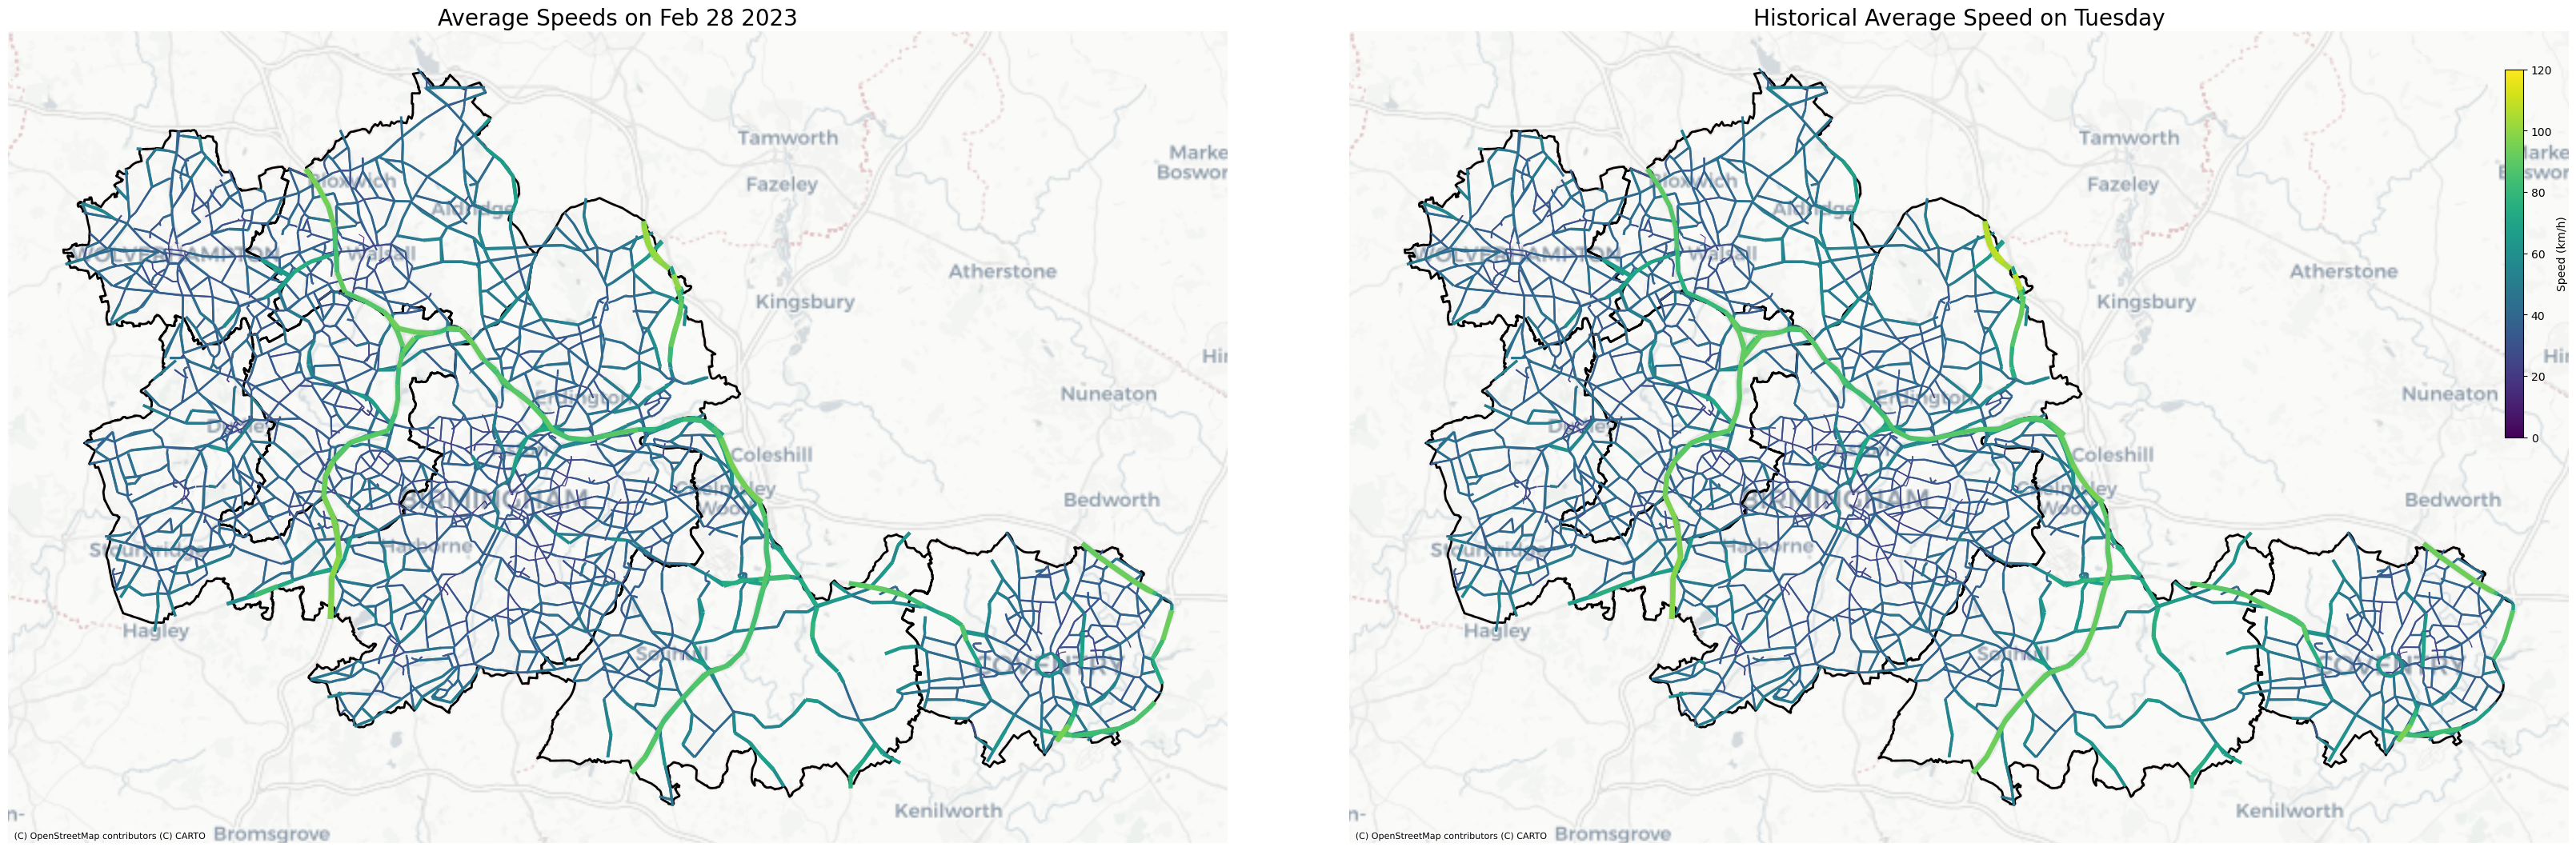 Average Speeds on Feb 28 2023
Tamworth
Fazeley
Marke
Boswor
Bloxwich
Aldridge
WOLVERHAMPTON
Walsall
Atherstone
Kingsbury
Hi
Nuneaton
Erdington
Dudley
Coleshill
Aston
Chelmsley
Wood
BIRMINGHAM
Bedworth
Harborne
Stourbridge
Hagley
Solihull
COVENTRY
Kenilworth
n-
Bromsgrove
(C) OpenStreetMap contributors (C) CARTO
Historical Average Speed on Tuesday
Tamworth
Fazeley
Marke
Boswor
Bloxwich
Aldridge
WOLVERHAMPTON
Walsall
Atherstone
Kingsbury
Hi
Nuneaton
Erdington
Dudley
Coleshill
Aston
Chelmsley
Wood
BIRMINGHAM
Bedworth
Harborne
Stourbridge
Hagley
Solihull
COVENTRY
Kenilworth
n-
Bromsgrove
(C) OpenStreetMap contributors (C) CARTO
120
100
80
60
40
20
0
Speed (km/h)